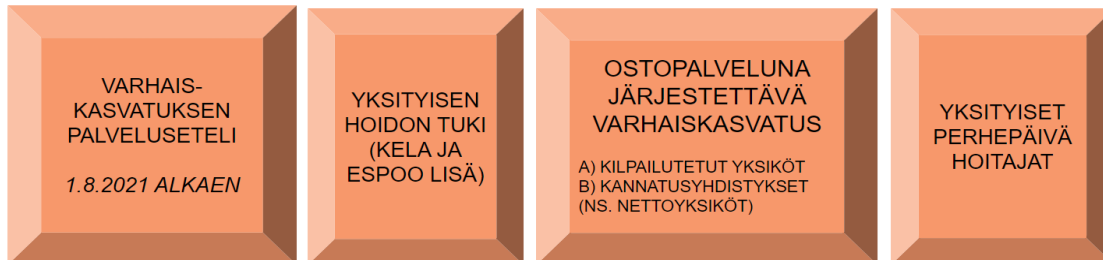 VARHAIS-
KASVATUKSEN
PALVELUSETELI
1.8.2021 ALKAEN
YKSITYISEN
HOIDON TUKI
(KELA JA
ESPOO LISÄ)
OSTOPALVELUNA
JÄRJESTETTÄVÄ
VARHAISKASVATUS
A) KILPAILUTETUT YKSIKÖT
B) KANNATUSYHDISTYKSET
(NS. NETTOYKSIKÖT)
YKSITYISET
PERHEPÄIVÄ
HOITAJAT